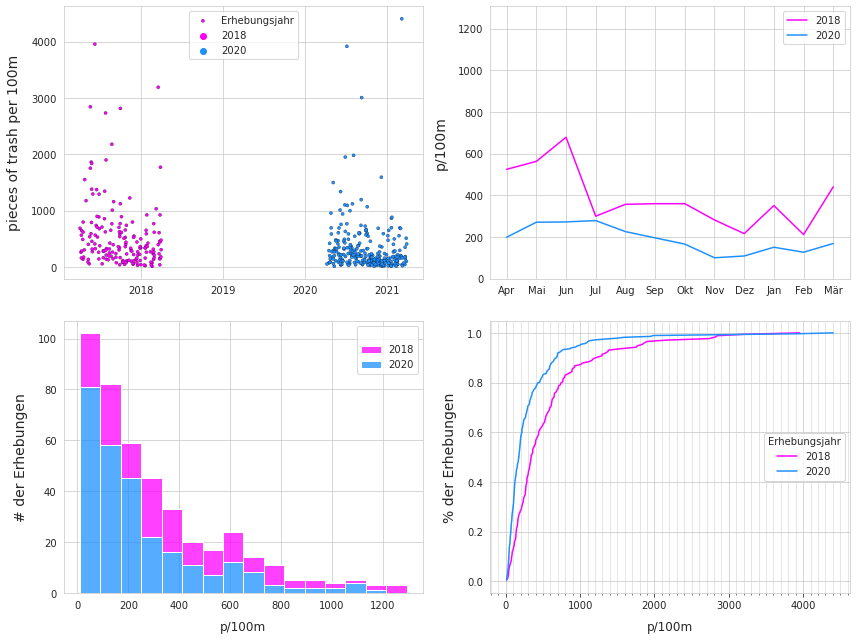 Erhebungsjahr
2018
2020
pieces of trash per 100m
4000
3000
2000
1000
0
2018
2019
2020
2021
2018
2020
p/100m
1200
1000
800
600
400
200
0
Apr
Mai
Jun
Jul
Aug
Sep
Okt
Nov
Dez
Jan
Feb
Mär
2018
2020
# der Erhebungen
100
80
60
40
20
0
0
200
400
600
800
1000
1200
p/100m
% der Erhebungen
1.0
0.8
0.6
0.4
0.2
0.0
Erhebungsjahr
2018
2020
0
1000
2000
3000
4000
p/100m